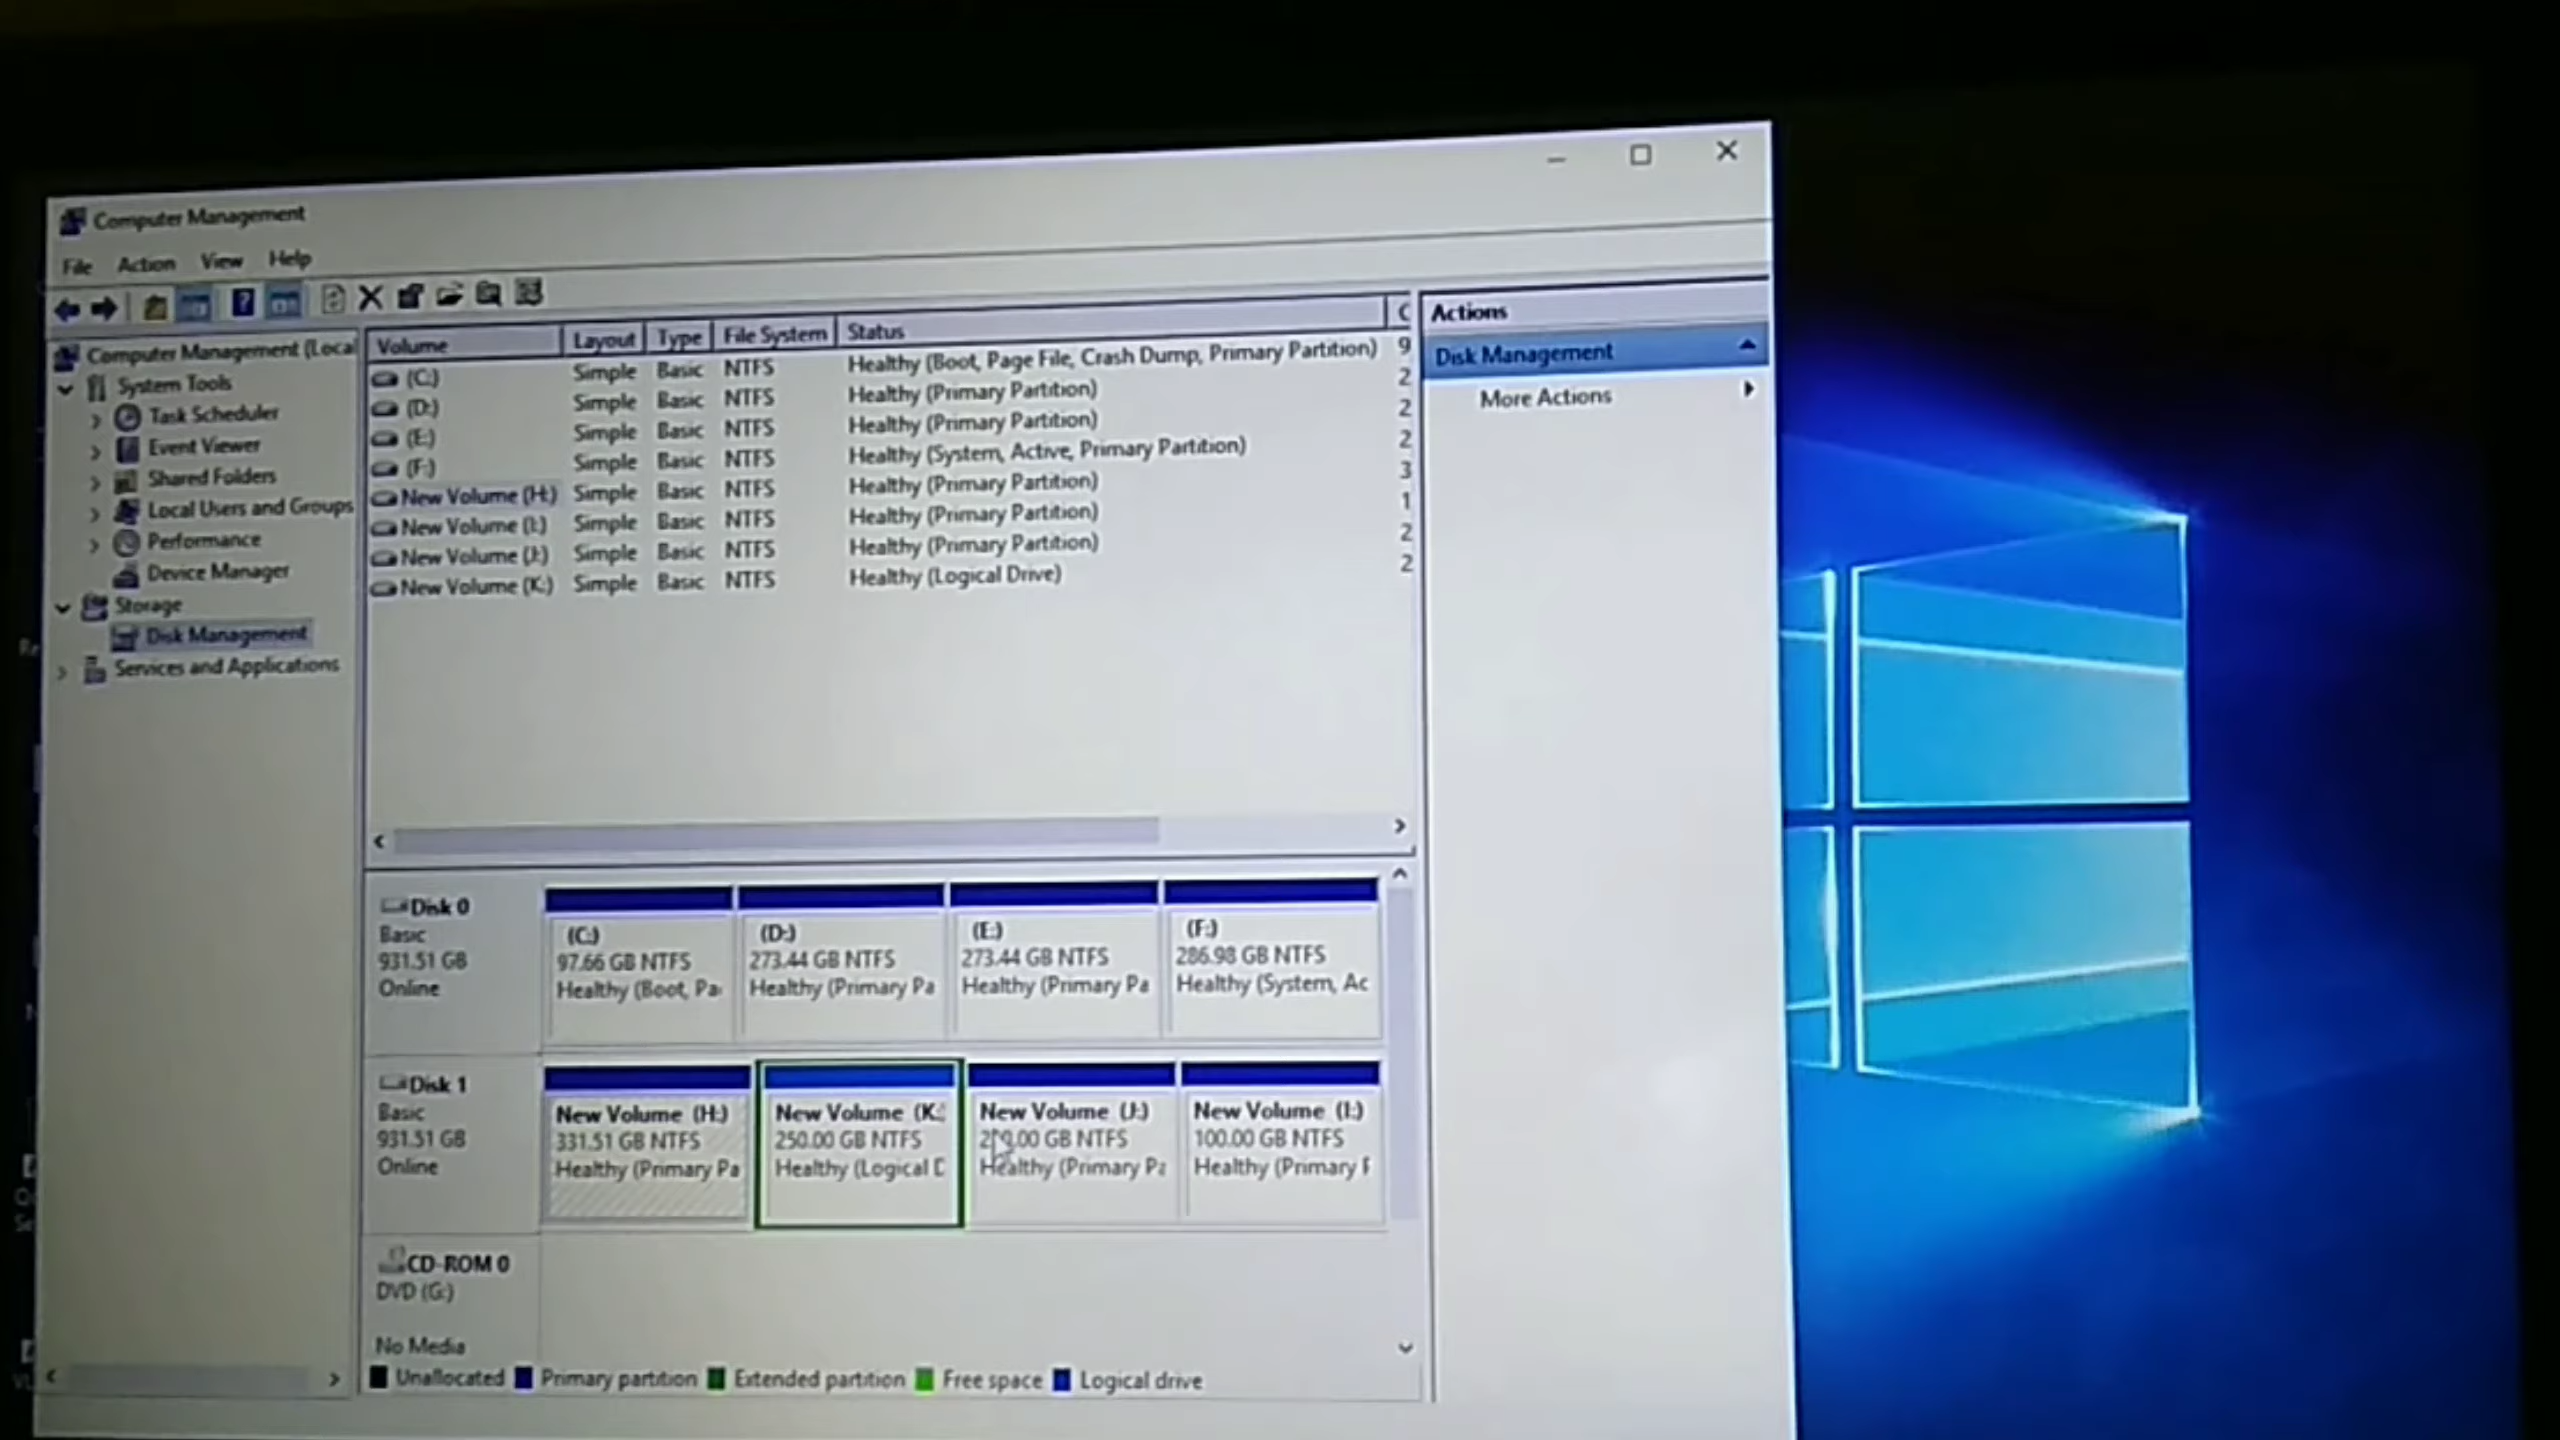 Computer Management
File Action View Help
Computer Management (Local
System Tools
Task Scheduler
Event Viewer
Shared Folders
Local Users and Groups
Performance
Device Manager
Storage
Disk Management
Services and Applications
Volume Layout Type File System Status C
(C:) Simple Basic NTFS Healthy (Boot, Page File, Crash Dump, Primary Partition) 9
(D:) Simple Basic NTFS Healthy (Primary Partition) 2
(E:) Simple Basic NTFS Healthy (Primary Partition) 2
(F:) Simple Basic NTFS Healthy (System, Active, Primary Partition) 2
New Volume (H:) Simple Basic NTFS Healthy (Primary Partition) 3
New Volume (I:) Simple Basic NTFS Healthy (Primary Partition) 1
New Volume (J:) Simple Basic NTFS Healthy (Primary Partition) 2
New Volume (K:) Simple Basic NTFS Healthy (Logical Drive) 2
Actions
Disk Management
More Actions
Disk 0
Basic
931.51 GB
Online
(C:)
97.66 GB NTFS
Healthy (Boot, Pa
(D:)
273.44 GB NTFS
Healthy (Primary Pa
(E:)
273.44 GB NTFS
Healthy (Primary Pa
(F:)
286.98 GB NTFS
Healthy (System, Ac
Disk 1
Basic
931.51 GB
Online
New Volume (H:)
331.51 GB NTFS
Healthy (Primary Pa
New Volume (K:
250.00 GB NTFS
Healthy (Logical D
New Volume (J:)
GB NTFS
Healthy (Primary Pa
New Volume (I:)
100.00 GB NTFS
Healthy (Primary P
CD-ROM 0
DVD (G:)
No Media
Unallocated Primary partition Extended partition Free space Logical drive